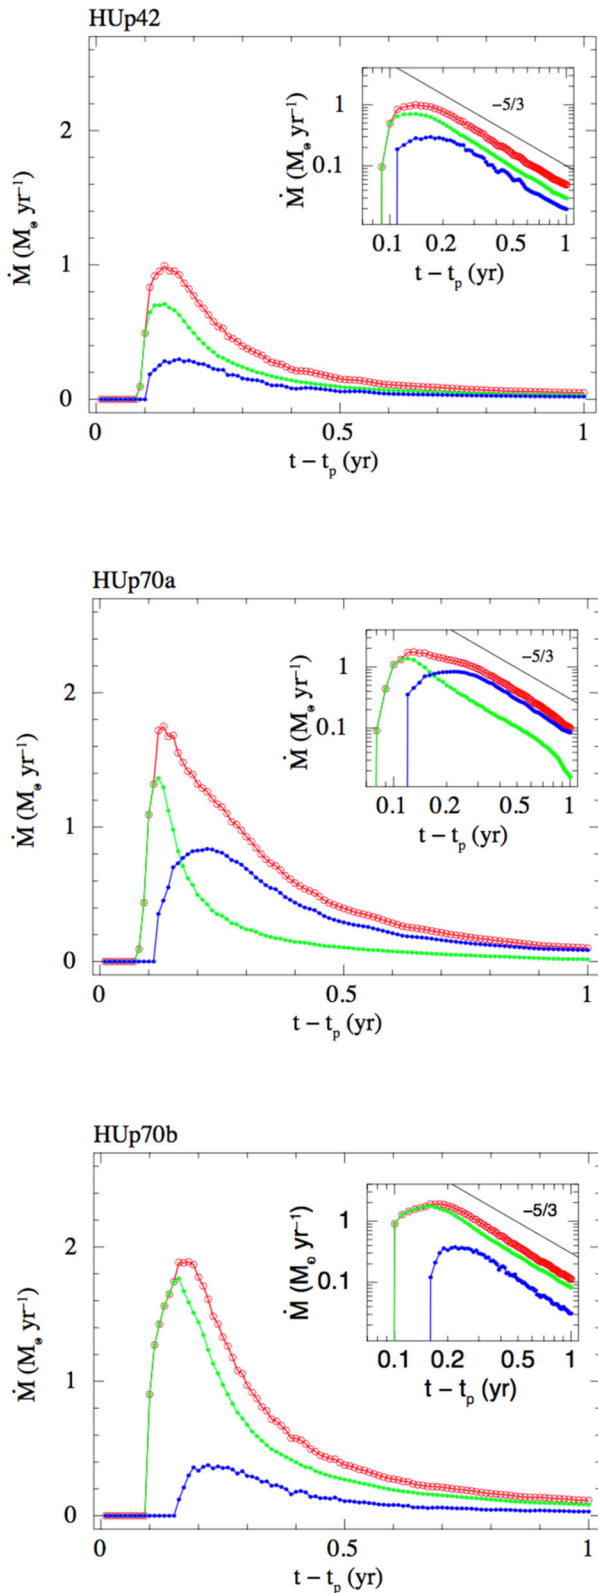 HUp42
2
1
0
Ṁ (M⊙ yr⁻¹)
0
0.5
1
t − tₚ (yr)
1
0.1
Ṁ (M⊙ yr⁻¹)
−5/3
0.1
0.2
0.5
1
t − tₚ (yr)
HUp70a
2
1
0
Ṁ (M⊙ yr⁻¹)
0
0.5
1
t − tₚ (yr)
1
0.1
Ṁ (M⊙ yr⁻¹)
−5/3
0.1
0.2
0.5
1
t − tₚ (yr)
HUp70b
2
1
0
Ṁ (M⊙ yr⁻¹)
0
0.5
1
t − tₚ (yr)
1
0.1
Ṁ (M⊙ yr⁻¹)
−5/3
0.1
0.2
0.5
1
t − tₚ (yr)